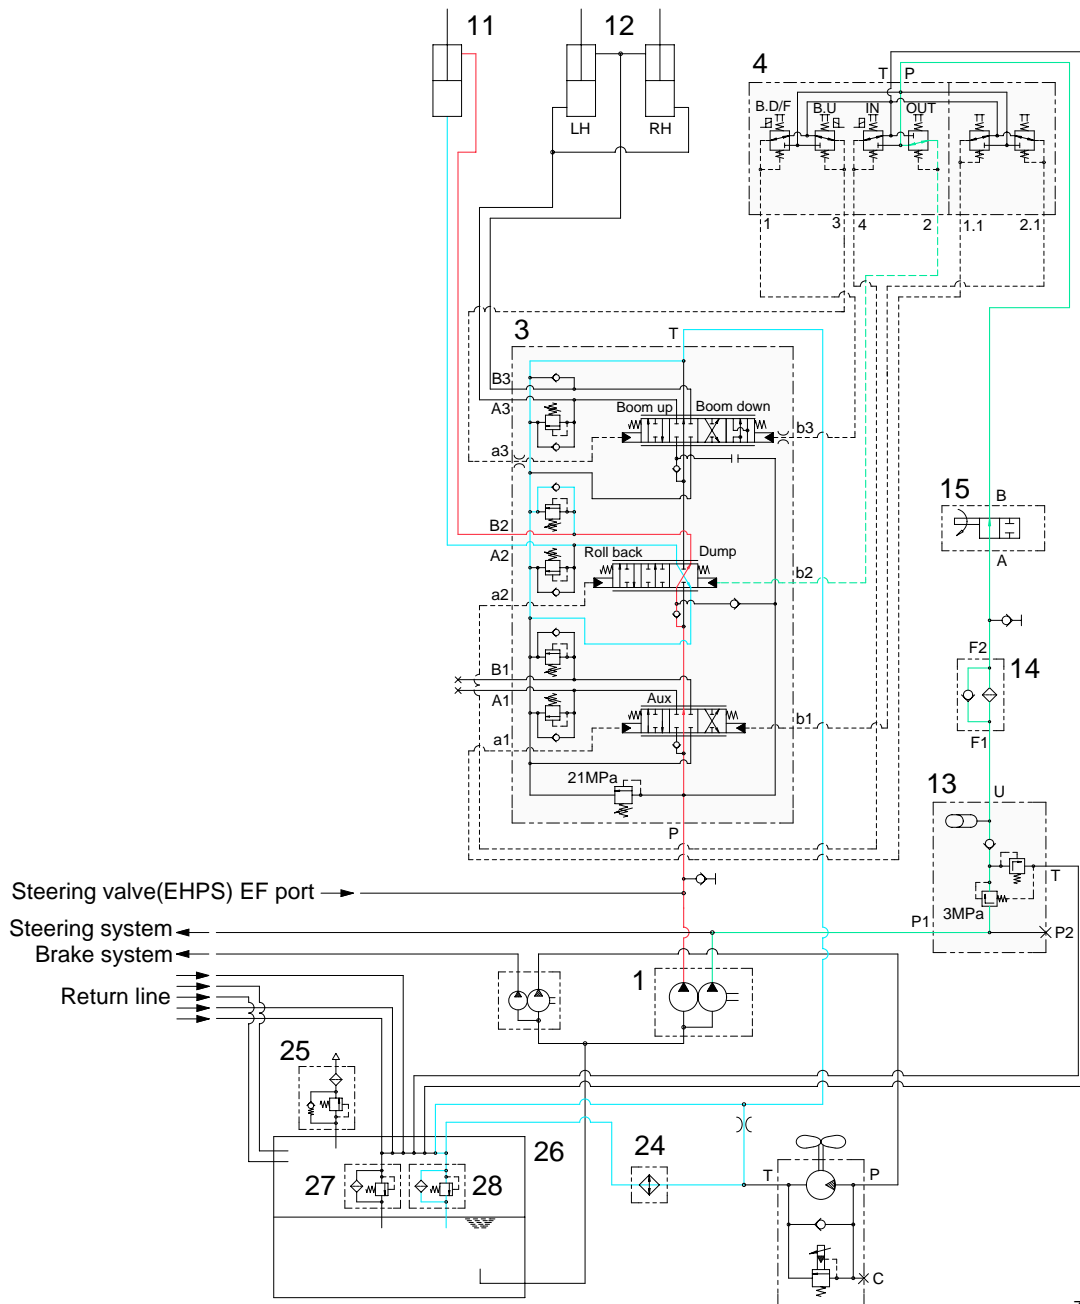 11
12
4
T
P
B.D/F
B.U
IN
OUT
LH
RH
1
3
4
2
1.1
2.1
3
T
B3
A3
Boom up
Boom down
a3
b3
15
B
A
B2
A2
Roll back
Dump
a2
b2
F2
14
F1
B1
A1
Aux
a1
b1
21MPa
P
13
U
T
3MPa
P1
P2
Steering valve(EHPS) EF port
Steering system
Brake system
Return line
1
25
26
27
28
24
T
P
C